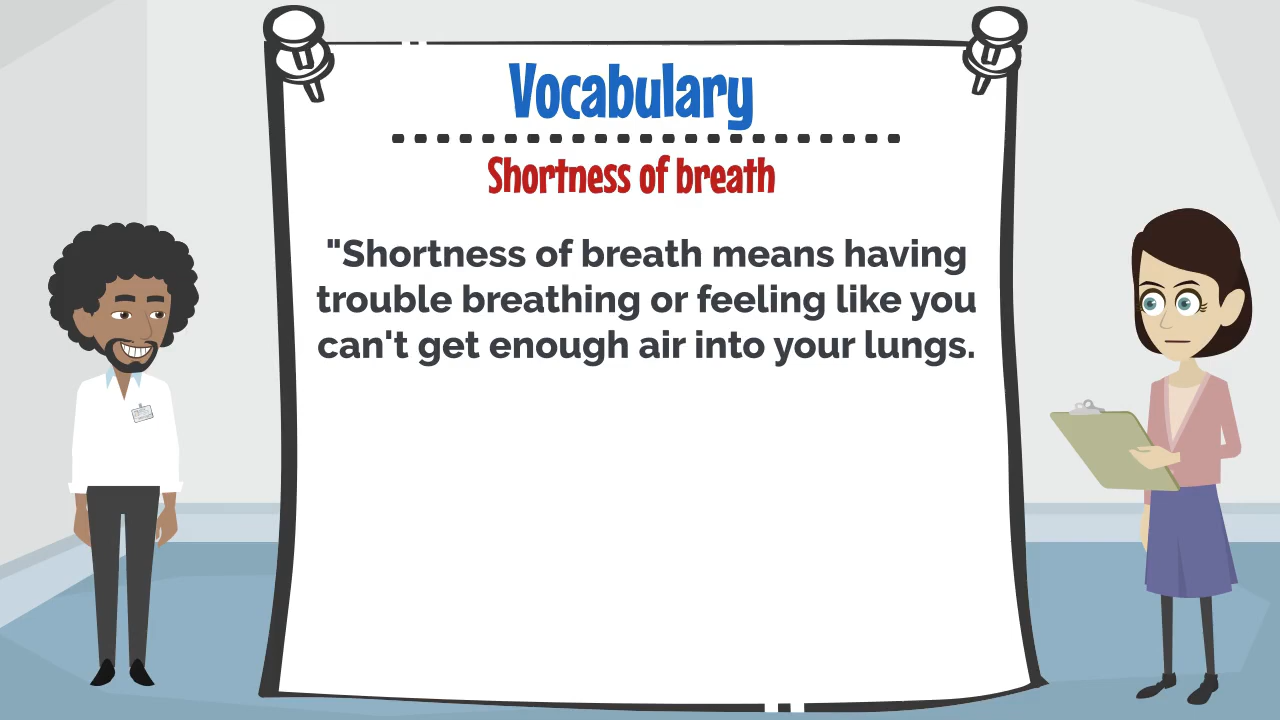 Vocabulary
Shortness of breath
"Shortness of breath means having
trouble breathing or feeling like you
can't get enough air into your lungs.